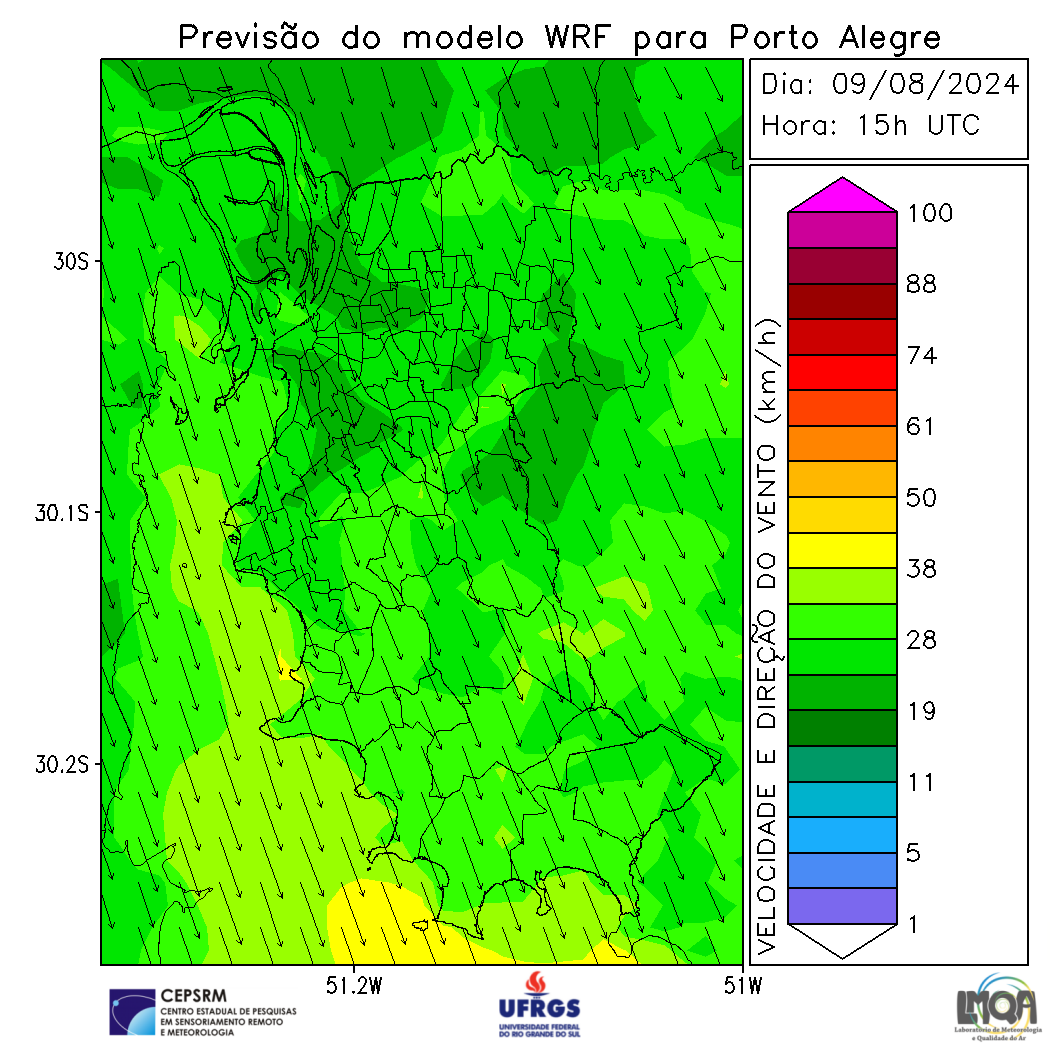 Previsão do modelo WRF para Porto Alegre
Dia: 09/08/2024
Hora: 15h UTC
30S
30.1S
30.2S
51.2W
51W
VELOCIDADE E DIREÇÃO DO VENTO (km/h)
100
88
74
61
50
38
28
19
11
5
1
CEPSRM
CENTRO ESTADUAL DE PESQUISAS
EM SENSORIAMENTO REMOTO
E METEOROLOGIA
UFRGS
UNIVERSIDADE FEDERAL
DO RIO GRANDE DO SUL
LMQA
Laboratório de Meteorologia
e Qualidade do Ar